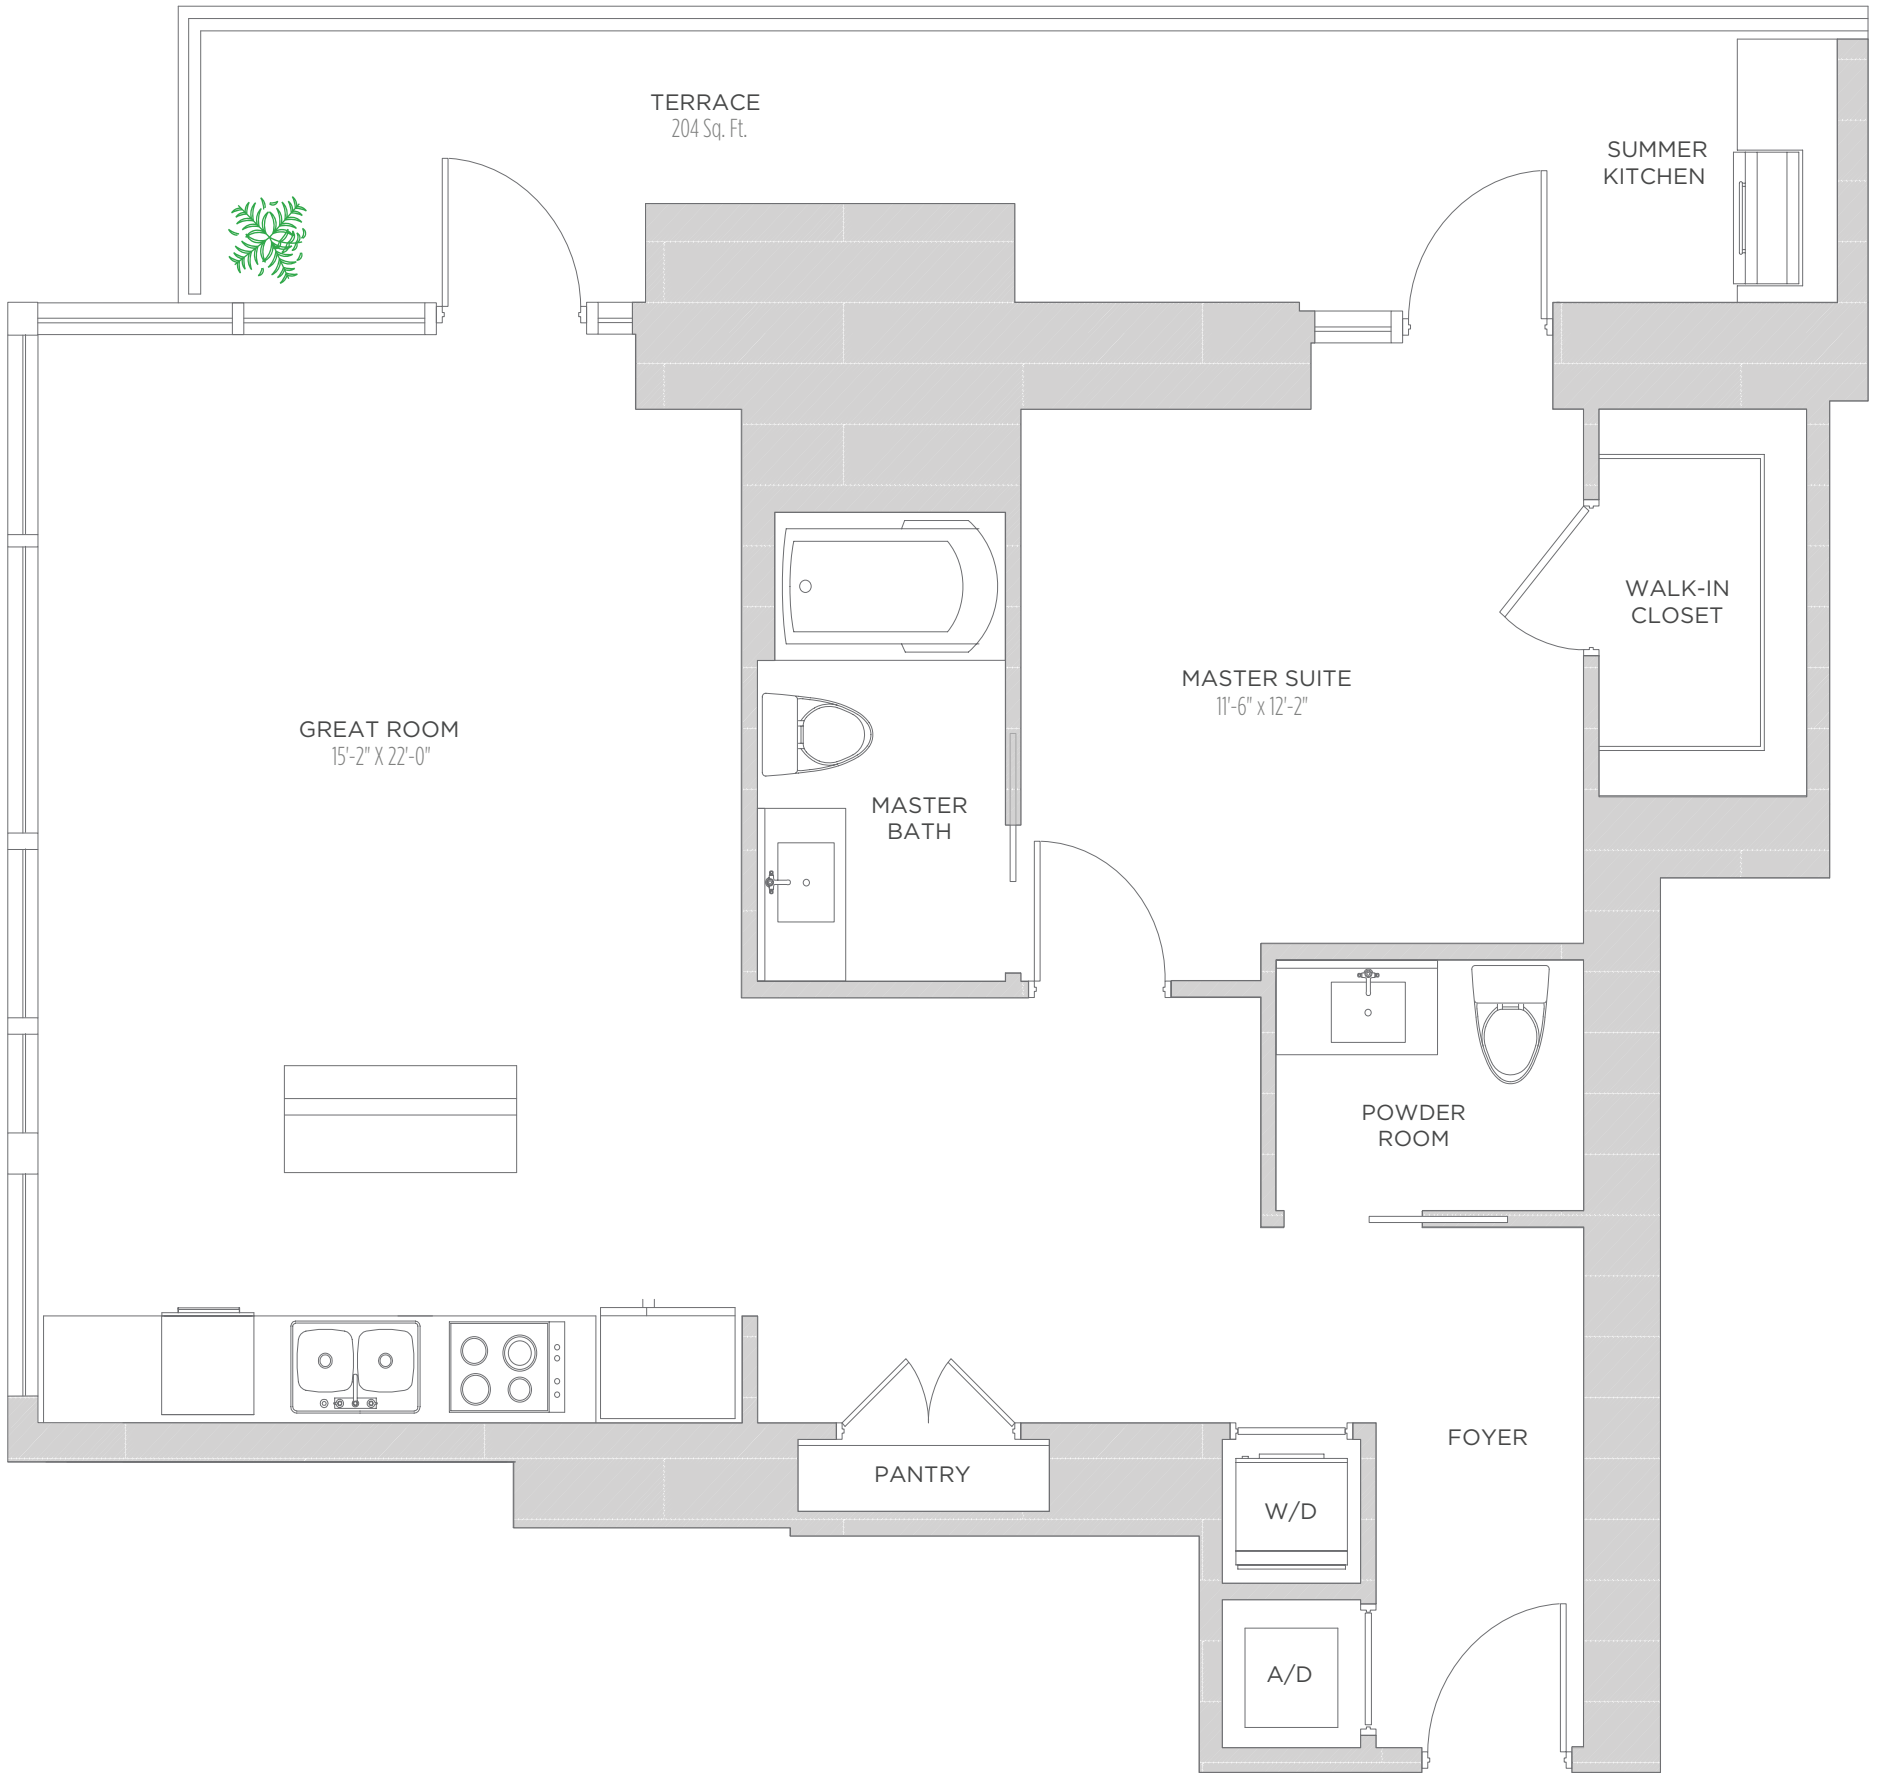 TERRACE
204 Sq. Ft.
SUMMER
KITCHEN
WALK-IN
CLOSET
MASTER SUITE
11'-6" x 12'-2"
GREAT ROOM
15'-2" X 22'-0"
MASTER
BATH
POWDER
ROOM
FOYER
PANTRY
W/D
A/D